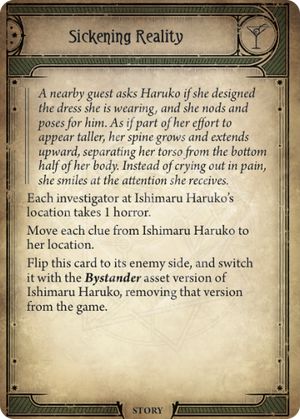 Sickening Reality
A nearby guest asks Haruko if she designed
the dress she is wearing, and she nods and
poses for him. As if part of her effort to
appear taller, her spine grows and extends
upward, separating her torso from the bottom
half of her body. Instead of crying out in pain,
she smiles at the attention she receives.
Each investigator at Ishimaru Haruko's
location takes 1 horror.
Move each clue from Ishimaru Haruko to
her location.
Flip this card to its enemy side, and switch
it with the Bystander asset version of
Ishimaru Haruko, removing that version
from the game.
STORY